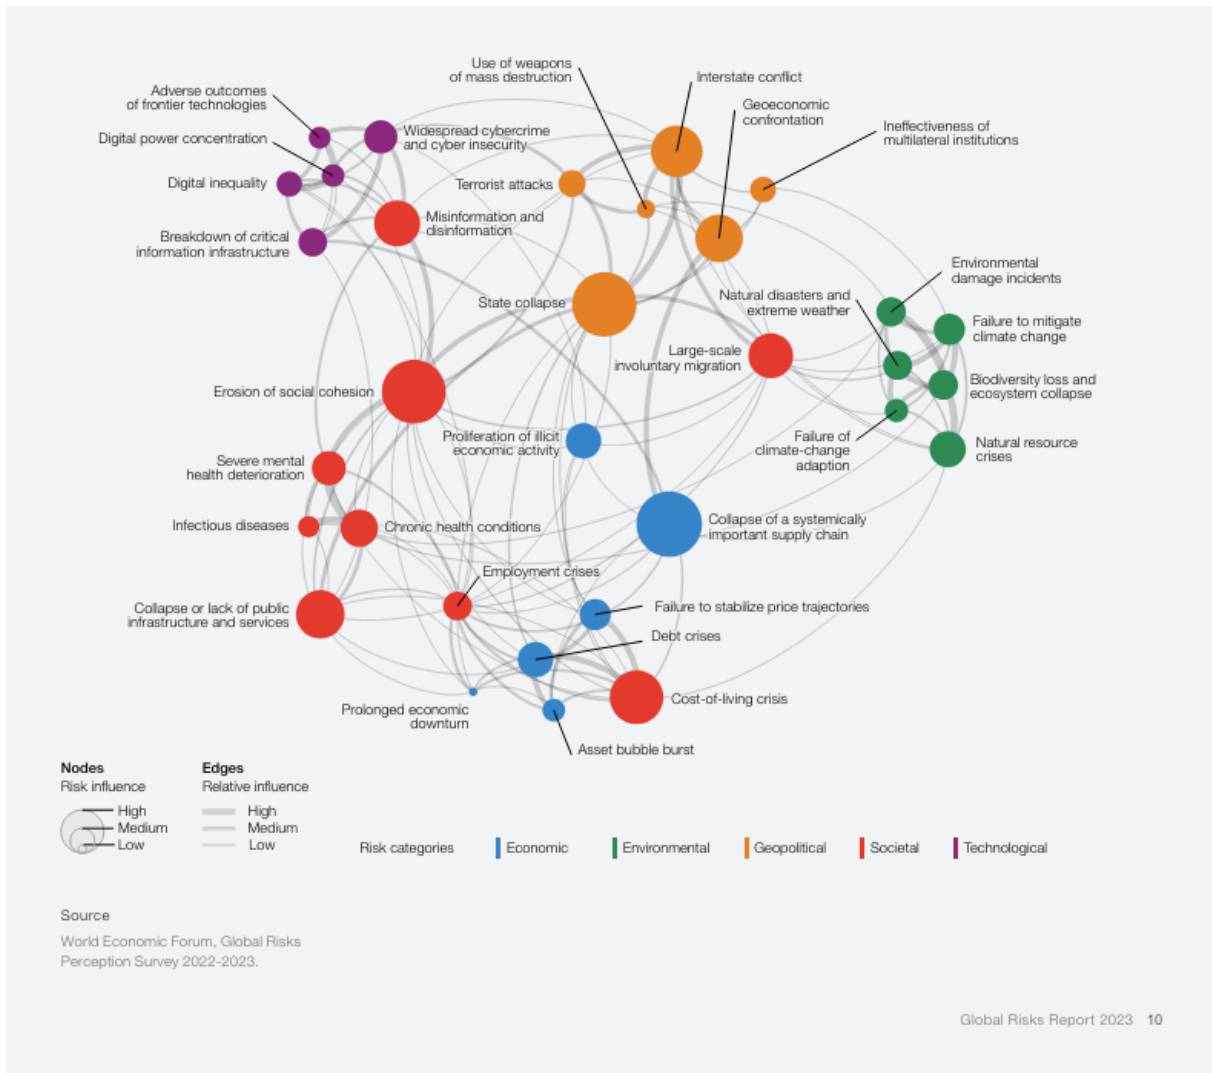 Use of weapons
of mass destruction
Interstate conflict
Adverse outcomes
of frontier technologies
Geoeconomic
confrontation
Digital power concentration
Widespread cybercrime
and cyber insecurity
Ineffectiveness of
multilateral institutions
Digital inequality
Terrorist attacks
Misinformation and
disinformation
Breakdown of critical
information infrastructure
Environmental
damage incidents
State collapse
Natural disasters and
extreme weather
Failure to mitigate
climate change
Large-scale
involuntary migration
Erosion of social cohesion
Biodiversity loss and
ecosystem collapse
Proliferation of illicit
economic activity
Failure of
climate-change
adaption
Natural resource
crises
Severe mental
health deterioration
Infectious diseases
Chronic health conditions
Collapse of a systemically
important supply chain
Employment crises
Collapse or lack of public
infrastructure and services
Failure to stabilize price trajectories
Debt crises
Prolonged economic
downturn
Cost-of-living crisis
Asset bubble burst
Nodes
Risk influence
High
Medium
Low
Edges
Relative influence
High
Medium
Low
Risk categories
Economic
Environmental
Geopolitical
Societal
Technological
Source
World Economic Forum, Global Risks
Perception Survey 2022-2023.
Global Risks Report 2023 10